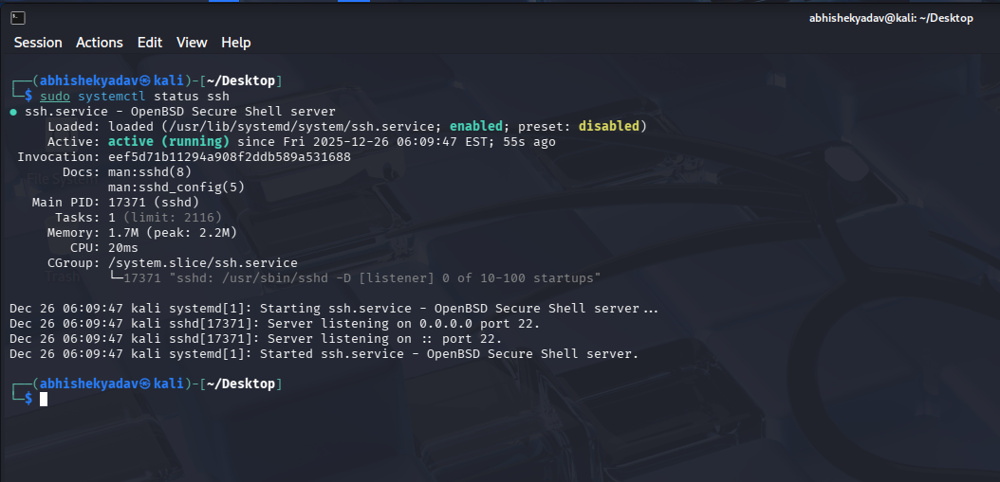 abhishekyadav@kali: ~/Desktop
Session Actions Edit View Help
┌──(abhishekyadav㉿kali)-[~/Desktop]
└─$ sudo systemctl status ssh
● ssh.service - OpenBSD Secure Shell server
Loaded: loaded (/usr/lib/systemd/system/ssh.service; enabled; preset: disabled)
Active: active (running) since Fri 2025-12-26 06:09:47 EST; 55s ago
Invocation: eef5d71b11294a908f2ddb589a531688
Docs: man:sshd(8)
man:sshd_config(5)
Main PID: 17371 (sshd)
Tasks: 1 (limit: 2116)
Memory: 1.7M (peak: 2.2M)
CPU: 20ms
CGroup: /system.slice/ssh.service
└─17371 "sshd: /usr/sbin/sshd -D [listener] 0 of 10-100 startups"
Dec 26 06:09:47 kali systemd[1]: Starting ssh.service - OpenBSD Secure Shell server...
Dec 26 06:09:47 kali sshd[17371]: Server listening on 0.0.0.0 port 22.
Dec 26 06:09:47 kali sshd[17371]: Server listening on :: port 22.
Dec 26 06:09:47 kali systemd[1]: Started ssh.service - OpenBSD Secure Shell server.
┌──(abhishekyadav㉿kali)-[~/Desktop]
└─$
File System
Trash